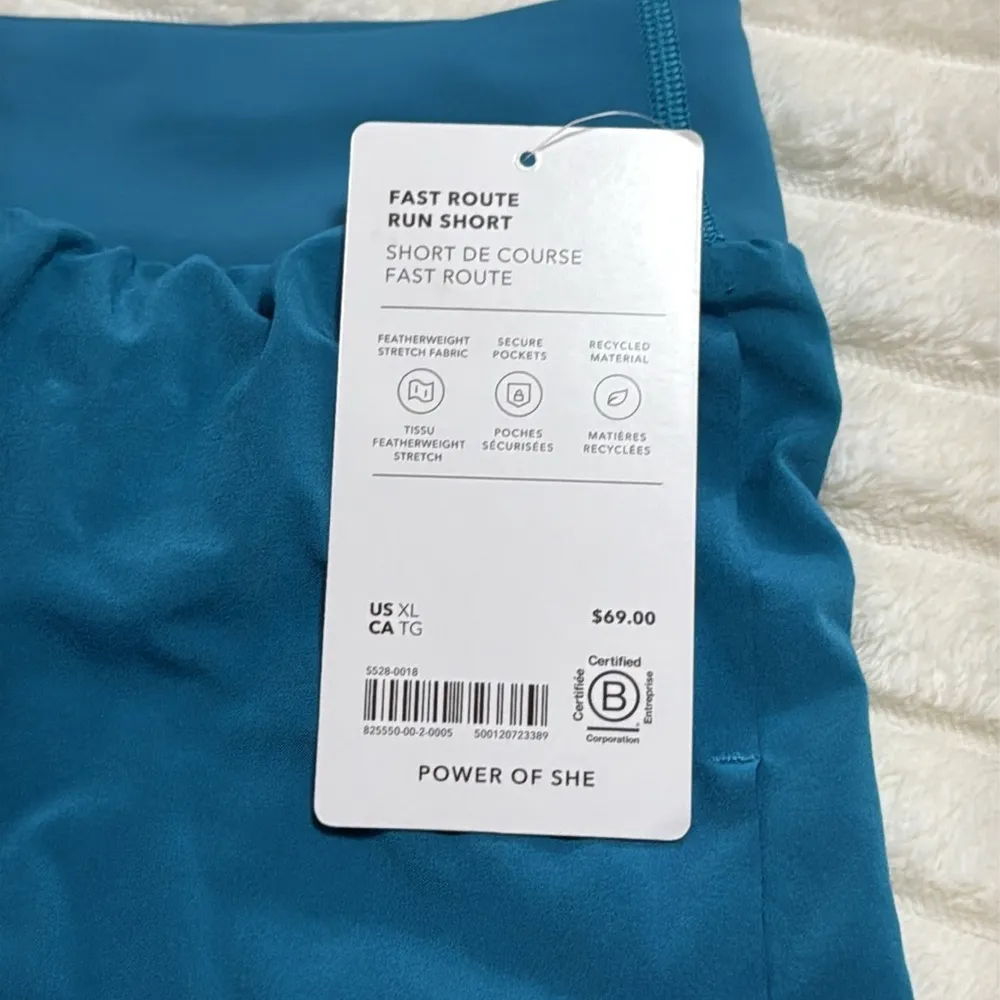 FAST ROUTE
RUN SHORT
SHORT DE COURSE
FAST ROUTE
FEATHERWEIGHT
STRETCH FABRIC
SECURE
POCKETS
RECYCLED
MATERIAL
TISSU
FEATHERWEIGHT
STRETCH
POCHES
SÉCURISÉES
MATIÈRES
RECYCLÉES
US XL
CA TG
$69.00
S528-0018
825550-00-2-0005 500120723389
Certified
Certifiée
B
Entreprise
Corporation
POWER OF SHE